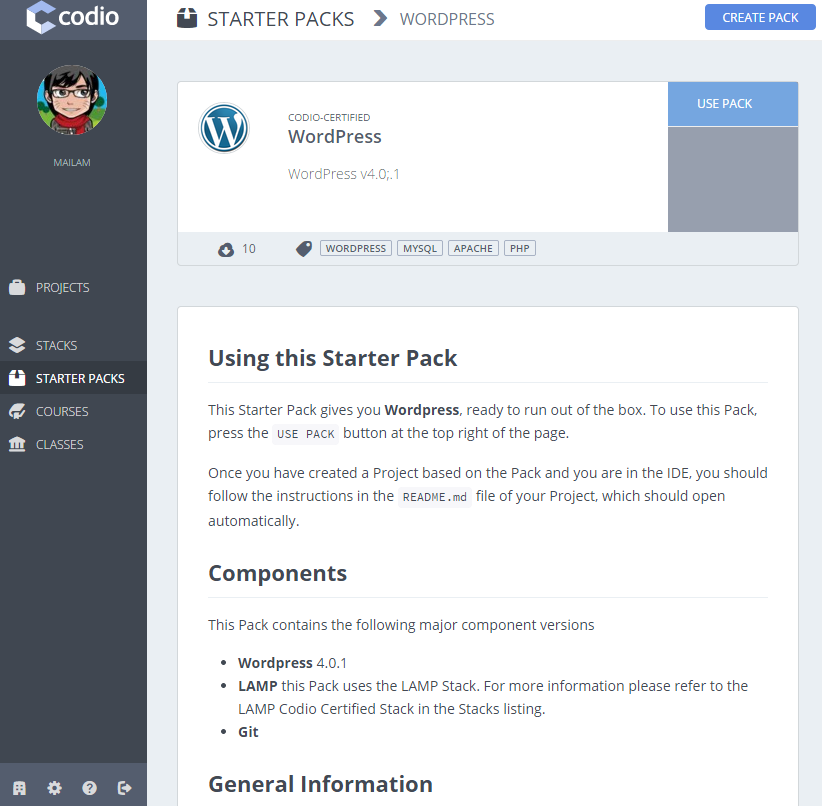 codio
STARTER PACKS
WORDPRESS
CREATE PACK
MAILAM
PROJECTS
STACKS
STARTER PACKS
COURSES
CLASSES
CODIO-CERTIFIED
WordPress
WordPress v4.0;.1
USE PACK
10
WORDPRESS
MYSQL
APACHE
PHP
Using this Starter Pack
This Starter Pack gives you Wordpress, ready to run out of the box. To use this Pack,
press the USE PACK button at the top right of the page.
Once you have created a Project based on the Pack and you are in the IDE, you should
follow the instructions in the README.md file of your Project, which should open
automatically.
Components
This Pack contains the following major component versions
• Wordpress 4.0.1
• LAMP this Pack uses the LAMP Stack. For more information please refer to the
LAMP Codio Certified Stack in the Stacks listing.
• Git
General Information